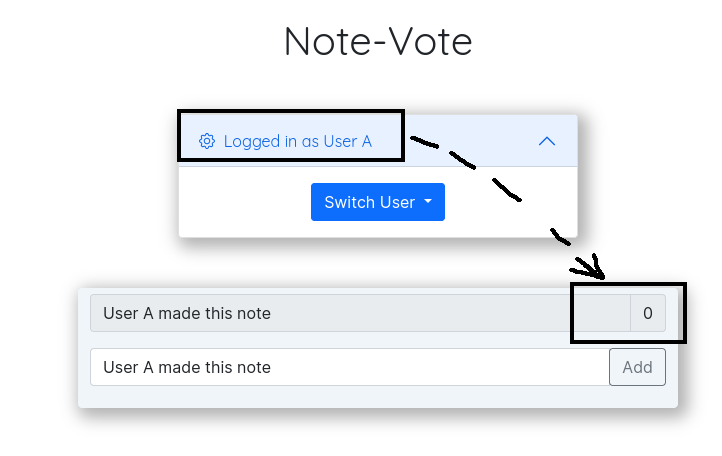 Note-Vote
Logged in as User A
Switch User
User A made this note 0
User A made this note Add